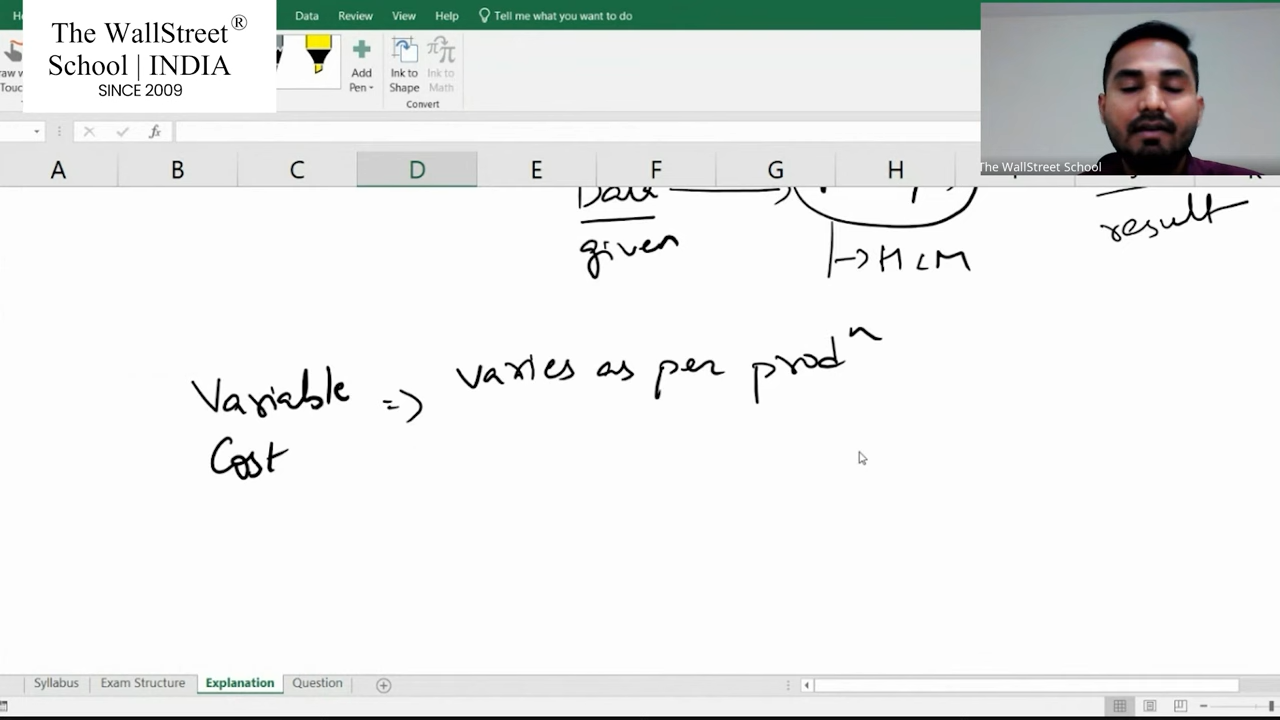 Data Review View Help Tell me what you want to do
The WallStreet®
School | INDIA
SINCE 2009
Add
Pen
Ink to
Shape
Ink to
Math
Convert
fx
A B C D E F G H
The WallStreet School
given
result
Variable => varies as per prodⁿ
Cost
Syllabus Exam Structure Explanation Question